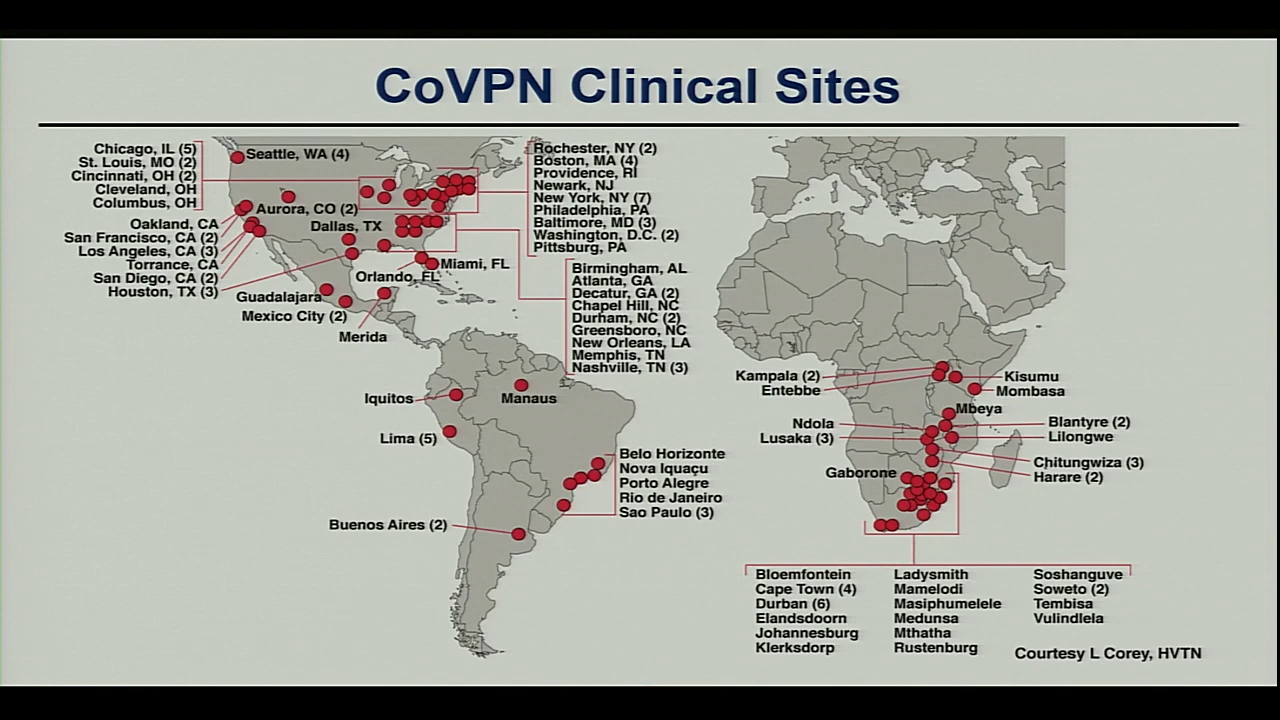 CoVPN Clinical Sites
Chicago, IL (5)
St. Louis, MO (2)
Cincinnati, OH (2)
Cleveland, OH
Columbus, OH
Seattle, WA (4)
Aurora, CO (2)
Dallas, TX
Oakland, CA
San Francisco, CA (2)
Los Angeles, CA (3)
Torrance, CA
San Diego, CA (2)
Houston, TX (3)
Rochester, NY (2)
Boston, MA (4)
Providence, RI
Newark, NJ
New York, NY (7)
Philadelphia, PA
Baltimore, MD (3)
Washington, D.C. (2)
Pittsburg, PA
Miami, FL
Orlando, FL
Birmingham, AL
Atlanta, GA
Decatur, GA (2)
Chapel Hill, NC
Durham, NC (2)
Greensboro, NC
New Orleans, LA
Memphis, TN
Nashville, TN (3)
Guadalajara
Mexico City (2)
Merida
Iquitos
Manaus
Lima (5)
Belo Horizonte
Nova Iquaçu
Porto Alegre
Rio de Janeiro
Sao Paulo (3)
Buenos Aires (2)
Kampala (2)
Entebbe
Kisumu
Mombasa
Mbeya
Ndola
Lusaka (3)
Blantyre (2)
Lilongwe
Chitungwiza (3)
Harare (2)
Gaborone
Bloemfontein
Cape Town (4)
Durban (6)
Elandsdoorn
Johannesburg
Klerksdorp
Ladysmith
Mamelodi
Masiphumelele
Medunsa
Mthatha
Rustenburg
Soshanguve
Soweto (2)
Tembisa
Vulindlela
Courtesy L Corey, HVTN